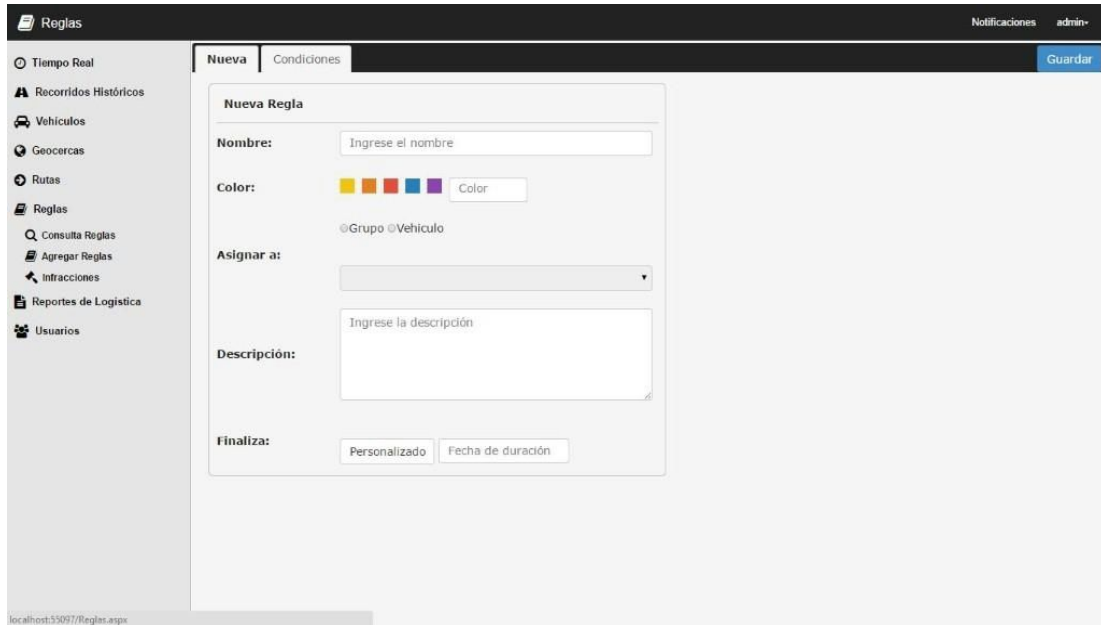 Reglas
Notificaciones admin
Tiempo Real
Recorridos Históricos
Vehículos
Geocercas
Rutas
Reglas
Consulta Reglas
Agregar Reglas
Infracciones
Reportes de Logistica
Usuarios
Nueva Condiciones Guardar
Nueva Regla
Nombre: Ingrese el nombre
Color: Color
Grupo Vehiculo
Asignar a:
Descripción: Ingrese la descripción
Finaliza: Personalizado Fecha de duración
localhost:55097/Reglas.aspx